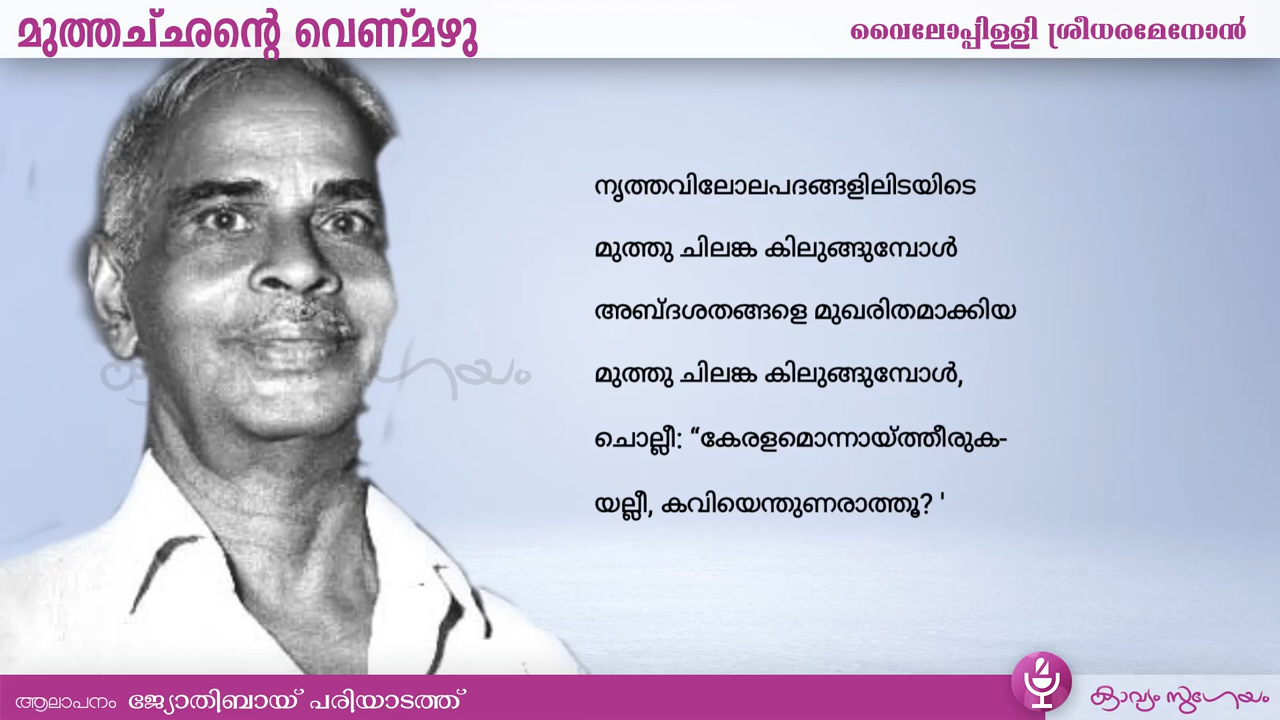 മുത്തച്ഛന്റെ വെണ്മഴു
വൈലോപ്പിളളി ശ്രീധരമേനോൻ
നൃത്തവിലോലപദങ്ങളിലിടയിടെ
മുത്തു ചിലങ്ക കിലുങ്ങുമ്പോൾ
അബ്ദശതങ്ങളെ മുഖരിതമാക്കിയ
മുത്തു ചിലങ്ക കിലുങ്ങുമ്പോൾ,
ചൊല്ലീ: “കേരളമൊന്നായ്ത്തീരുക-
യല്ലീ, കവിയെന്തുണരാത്തൂ? '
കാവ്യം സുഗേയം
ആലാപനം ജ്യോതിബായ് പരിയാടത്ത്
കാവ്യം സുഗേയം